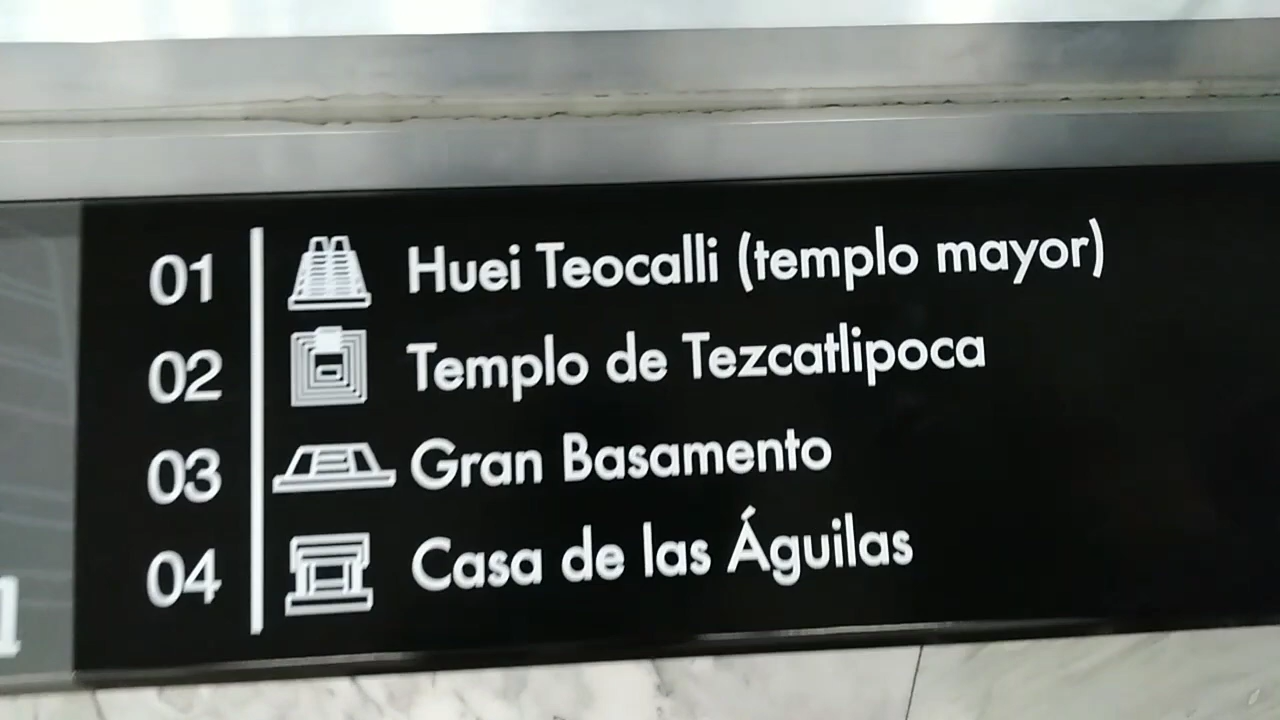 01 Huei Teocalli (templo mayor)
02 Templo de Tezcatlipoca
03 Gran Basamento
04 Casa de las Águilas